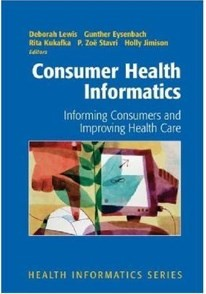 Deborah Lewis Gunther Eysenbach
Rita Kukafka P. Zoë Stavri Holly Jimison
Editors
Consumer Health
Informatics
Informing Consumers and
Improving Health Care
HEALTH INFORMATICS SERIES